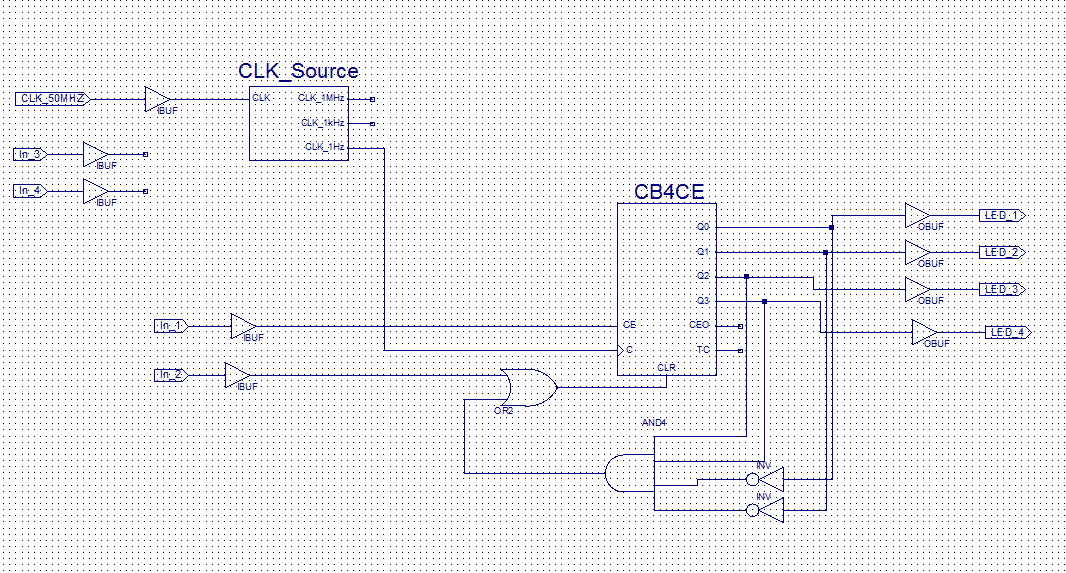 CLK_Source
CLK_50MHZ
IBUF
CLK CLK_1MHz
CLK_1kHz
CLK_1Hz
In_3
IBUF
In_4
IBUF
CB4CE
Q0
LED_1
OBUF
Q1
LED_2
OBUF
Q2
LED_3
OBUF
Q3
In_1
IBUF
CE CEO
LED_4
OBUF
C TC
In_2
IBUF
CLR
OR2
AND4
INV
INV